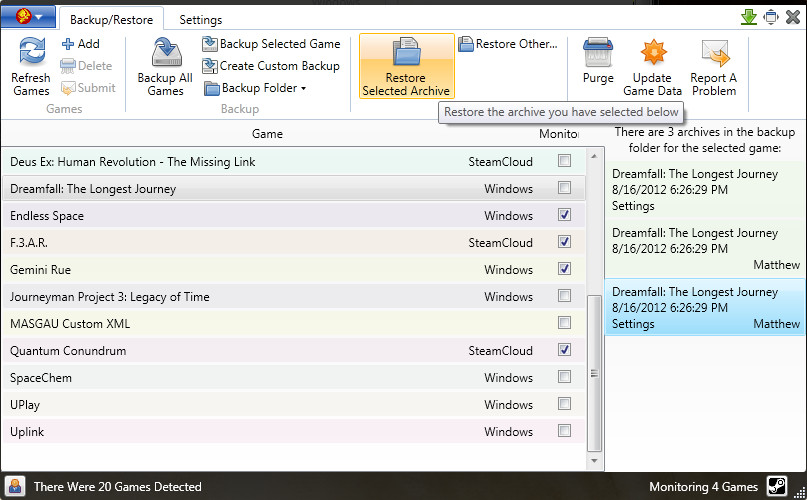 Backup/Restore Settings
Refresh Games
Add
Delete
Submit
Games
Backup All Games
Backup Selected Game
Create Custom Backup
Backup Folder
Backup
Restore Selected Archive
Restore Other...
Purge
Update Game Data
Report A Problem
Restore the archive you have selected below
Game Monitor
Deus Ex: Human Revolution - The Missing Link SteamCloud
Dreamfall: The Longest Journey Windows
Endless Space Windows
F.3.A.R. SteamCloud
Gemini Rue Windows
Journeyman Project 3: Legacy of Time Windows
MASGAU Custom XML
Quantum Conundrum SteamCloud
SpaceChem Windows
UPlay Windows
Uplink Windows
There are 3 archives in the backup
folder for the selected game:
Dreamfall: The Longest Journey
8/16/2012 6:26:29 PM
Settings
Dreamfall: The Longest Journey
8/16/2012 6:26:29 PM
Matthew
Dreamfall: The Longest Journey
8/16/2012 6:26:29 PM
Settings Matthew
There Were 20 Games Detected Monitoring 4 Games